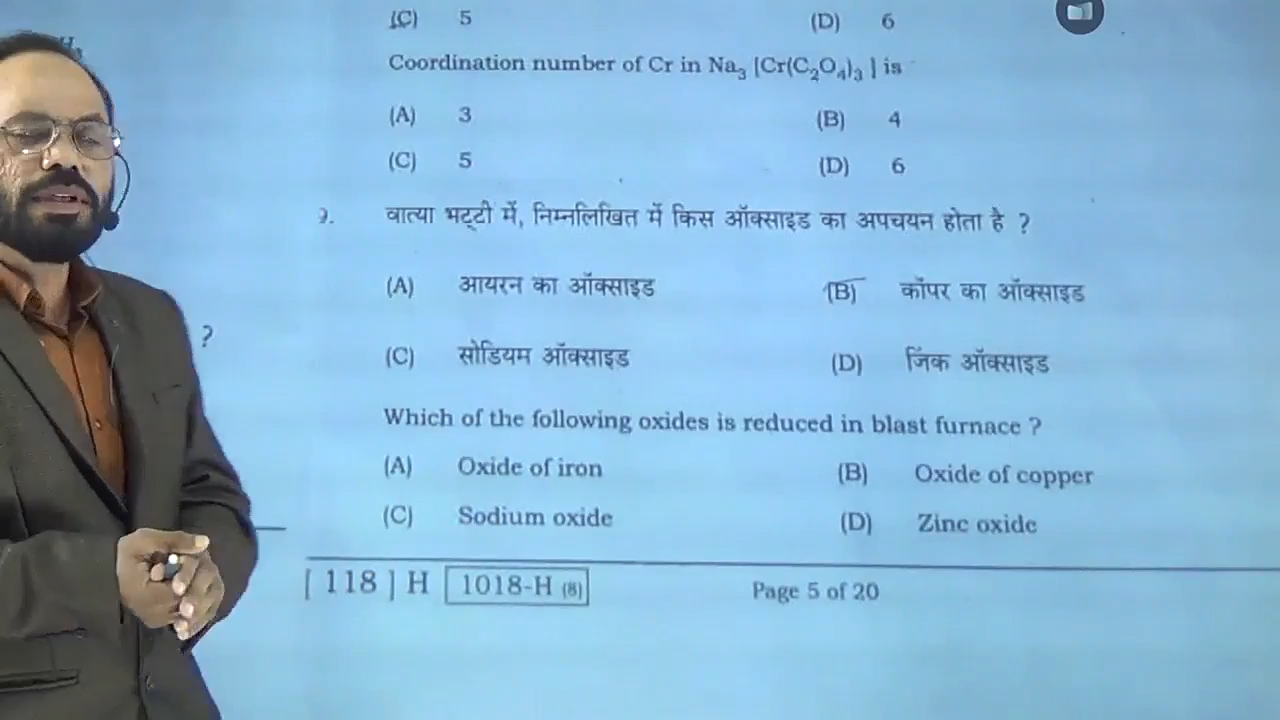 (C) 5 (D) 6
Coordination number of Cr in Na₃ [Cr(C₂O₄)₃ ] is
(A) 3 (B) 4
(C) 5 (D) 6
वात्या भट्टी में, निम्नलिखित में किस ऑक्साइड का अपचयन होता है ?
(A) आयरन का ऑक्साइड (B) कॉपर का ऑक्साइड
?
(C) सोडियम ऑक्साइड (D) जिंक ऑक्साइड
Which of the following oxides is reduced in blast furnace ?
(A) Oxide of iron (B) Oxide of copper
(C) Sodium oxide (D) Zinc oxide
[ 118 ] H 1018-H (8) Page 5 of 20